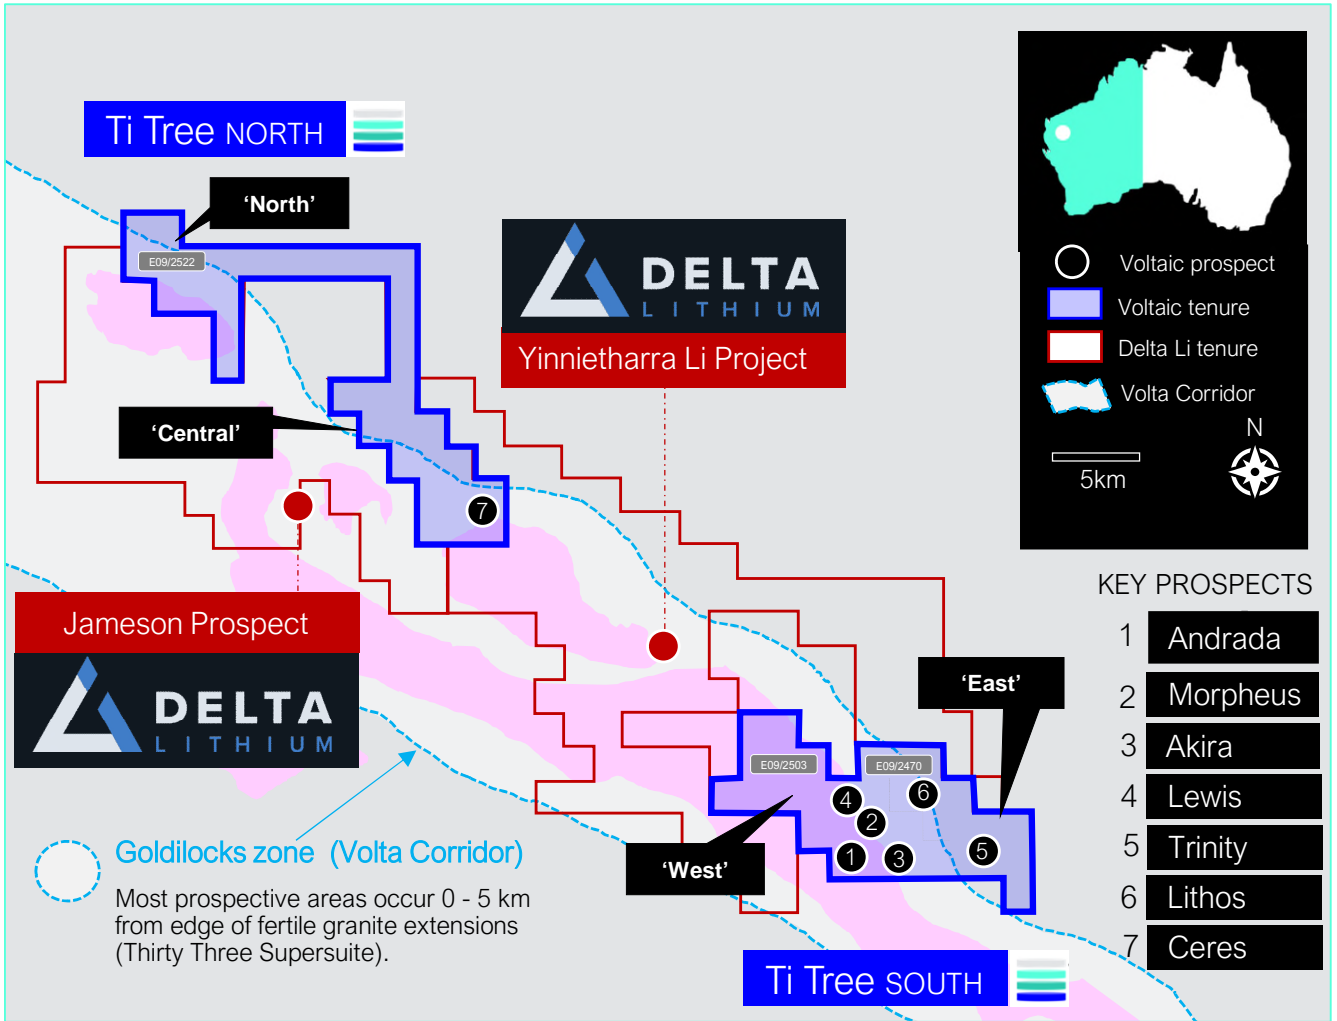 Ti Tree NORTH
'North'
E09/2522
DELTA
LITHIUM
Yinnietharra Li Project
'Central'
7
Jameson Prospect
DELTA
LITHIUM
Voltaic prospect
Voltaic tenure
Delta Li tenure
Volta Corridor
N
5km
'East'
E09/2503
E09/2470
6
4
2
1
3
5
'West'
Goldilocks zone (Volta Corridor)
Most prospective areas occur 0 - 5 km
from edge of fertile granite extensions
(Thirty Three Supersuite).
Ti Tree SOUTH
KEY PROSPECTS
1 Andrada
2 Morpheus
3 Akira
4 Lewis
5 Trinity
6 Lithos
7 Ceres